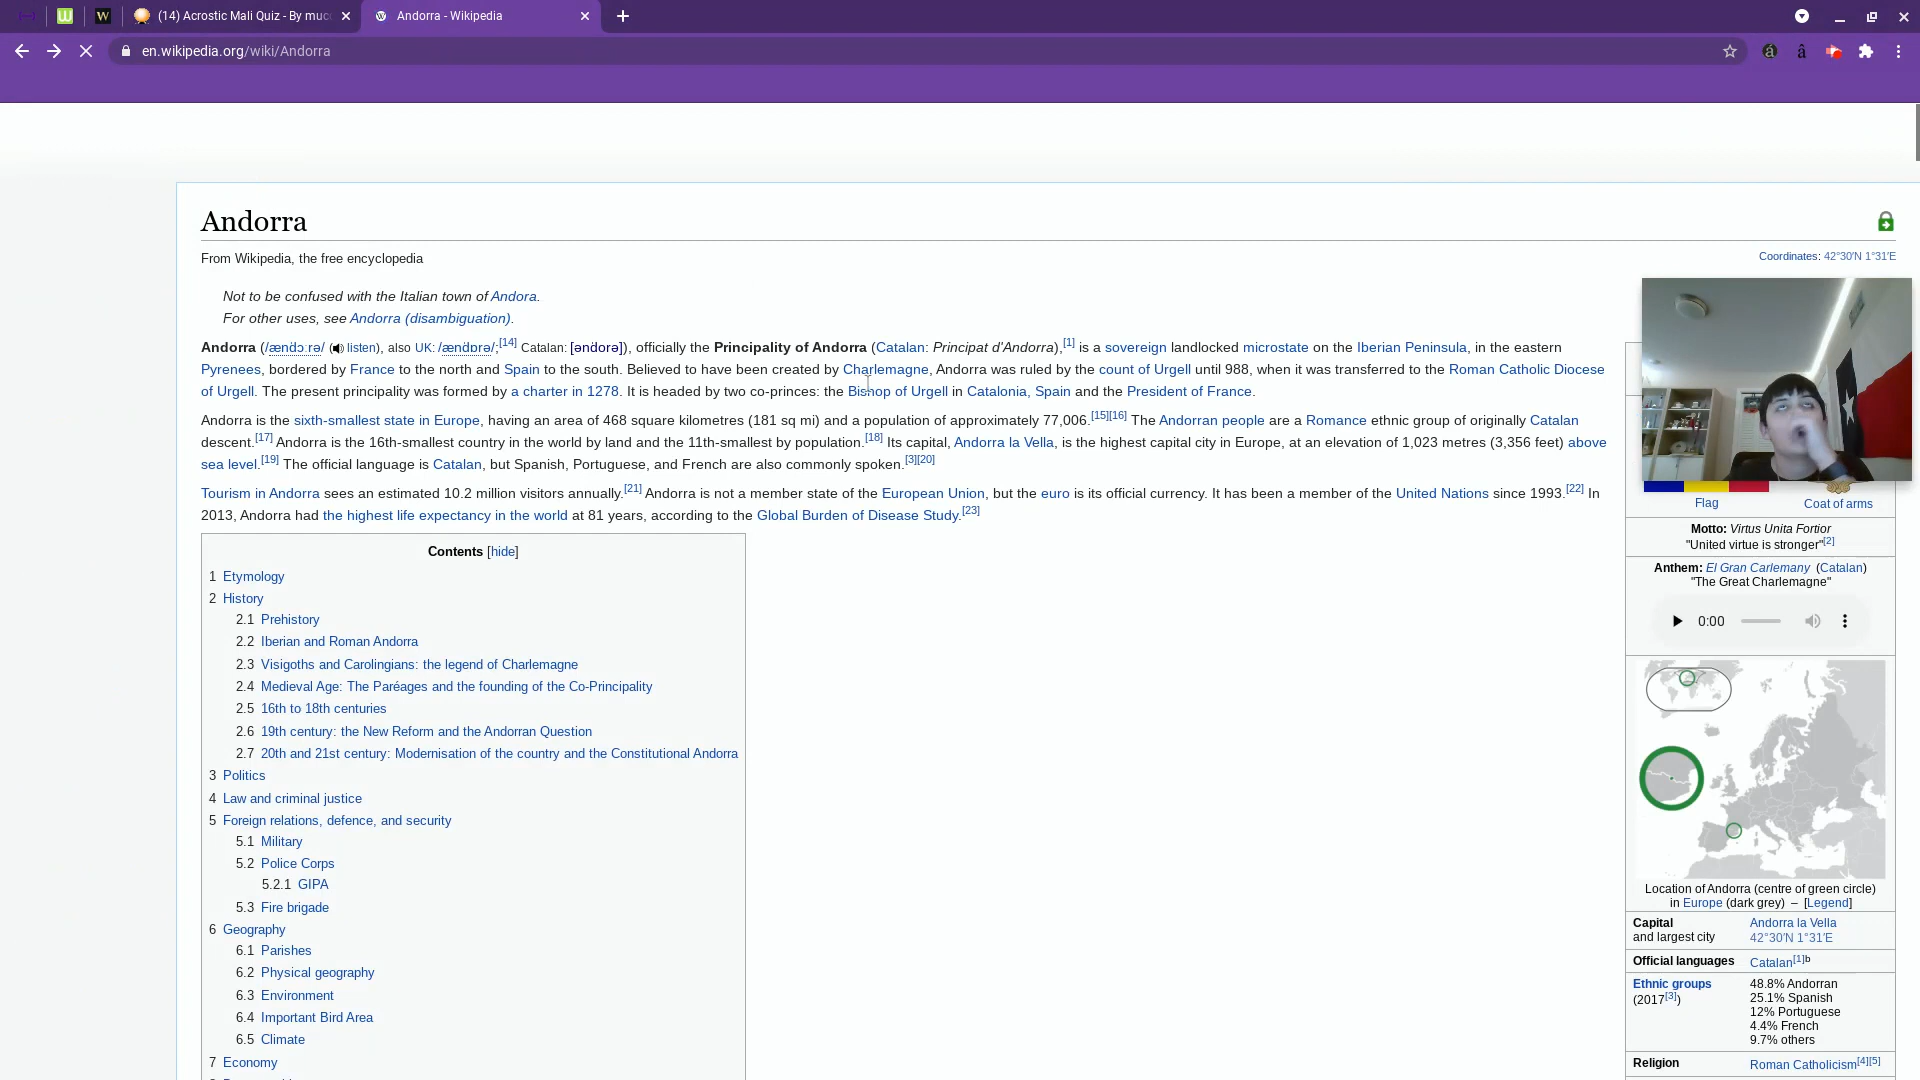 (14) Acrostic Mali Quiz - By muc
Andorra - Wikipedia
en.wikipedia.org/wiki/Andorra
Andorra
From Wikipedia, the free encyclopedia
Coordinates: 42°30′N 1°31′E
Not to be confused with the Italian town of Andora.
For other uses, see Andorra (disambiguation).
Andorra (/ænˈdɔːrə/ (listen), also UK: /ænˈdɒrə/;[14] Catalan: [ənˈdorə]), officially the Principality of Andorra (Catalan: Principat d'Andorra),[1] is a sovereign landlocked microstate on the Iberian Peninsula, in the eastern
Pyrenees, bordered by France to the north and Spain to the south. Believed to have been created by Charlemagne, Andorra was ruled by the count of Urgell until 988, when it was transferred to the Roman Catholic Diocese
of Urgell. The present principality was formed by a charter in 1278. It is headed by two co-princes: the Bishop of Urgell in Catalonia, Spain and the President of France.
Andorra is the sixth-smallest state in Europe, having an area of 468 square kilometres (181 sq mi) and a population of approximately 77,006.[15][16] The Andorran people are a Romance ethnic group of originally Catalan
descent.[17] Andorra is the 16th-smallest country in the world by land and the 11th-smallest by population.[18] Its capital, Andorra la Vella, is the highest capital city in Europe, at an elevation of 1,023 metres (3,356 feet) above
sea level.[19] The official language is Catalan, but Spanish, Portuguese, and French are also commonly spoken.[3][20]
Tourism in Andorra sees an estimated 10.2 million visitors annually.[21] Andorra is not a member state of the European Union, but the euro is its official currency. It has been a member of the United Nations since 1993.[22] In
2013, Andorra had the highest life expectancy in the world at 81 years, according to the Global Burden of Disease Study.[23]
Contents [hide]
1 Etymology
2 History
2.1 Prehistory
2.2 Iberian and Roman Andorra
2.3 Visigoths and Carolingians: the legend of Charlemagne
2.4 Medieval Age: The Paréages and the founding of the Co-Principality
2.5 16th to 18th centuries
2.6 19th century: the New Reform and the Andorran Question
2.7 20th and 21st century: Modernisation of the country and the Constitutional Andorra
3 Politics
4 Law and criminal justice
5 Foreign relations, defence, and security
5.1 Military
5.2 Police Corps
5.2.1 GIPA
5.3 Fire brigade
6 Geography
6.1 Parishes
6.2 Physical geography
6.3 Environment
6.4 Important Bird Area
6.5 Climate
7 Economy
Flag
Coat of arms
Motto: Virtus Unita Fortior
"United virtue is stronger"[2]
Anthem: El Gran Carlemany (Catalan)
"The Great Charlemagne"
0:00
Location of Andorra (centre of green circle)
in Europe (dark grey) – [Legend]
Capital
and largest city
Andorra la Vella
42°30′N 1°31′E
Official languages Catalan[1]b
Ethnic groups
(2017[3])
48.8% Andorran
25.1% Spanish
12% Portuguese
4.4% French
9.7% others
Religion Roman Catholicism[4][5]